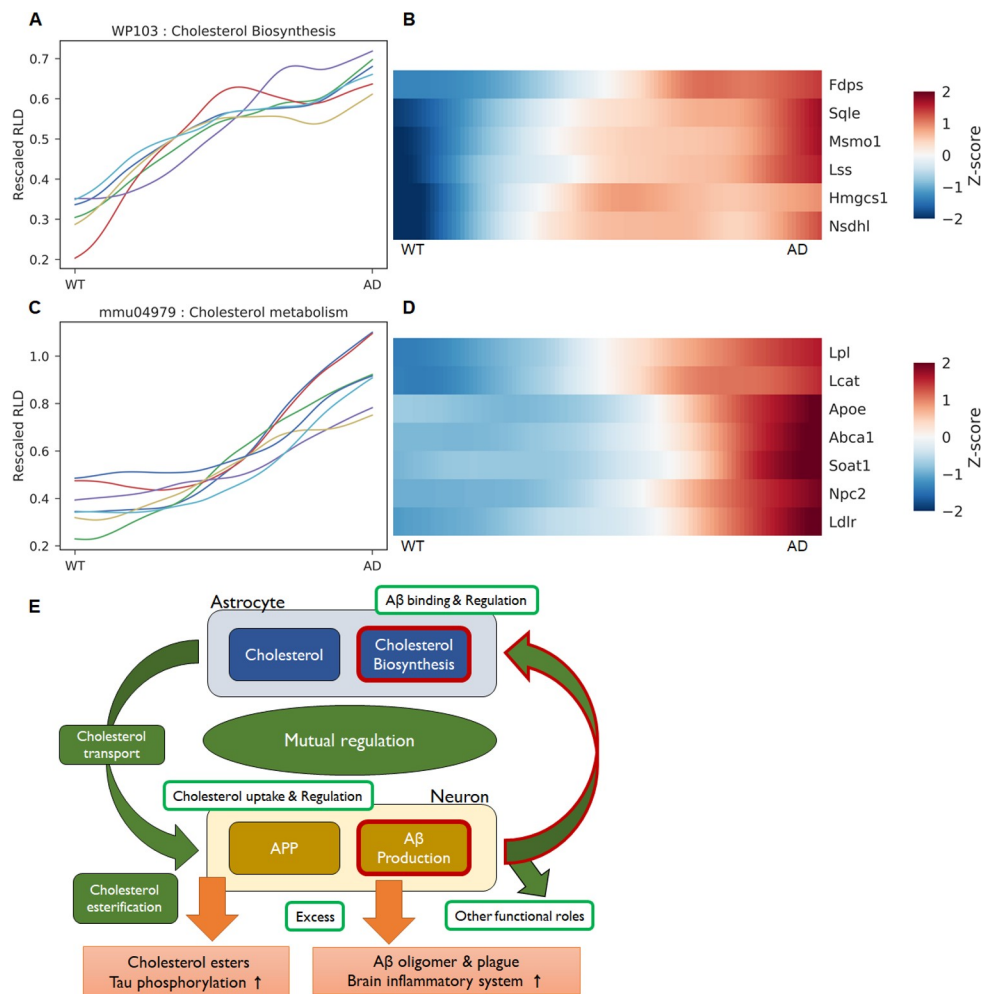 A
WP103 : Cholesterol Biosynthesis
B
Rescaled RLD
0.7
0.6
0.5
0.4
0.3
0.2
WT
AD
Fdps
Sqle
Msmo1
Lss
Hmgcs1
Nsdhl
WT
AD
2
1
0
−1
−2
Z-score
C
mmu04979 : Cholesterol metabolism
D
Rescaled RLD
1.0
0.8
0.6
0.4
0.2
WT
AD
Lpl
Lcat
Apoe
Abca1
Soat1
Npc2
Ldlr
WT
AD
2
1
0
−1
−2
Z-score
E
Astrocyte
Aβ binding & Regulation
Cholesterol
Cholesterol
Biosynthesis
Cholesterol
transport
Mutual regulation
Cholesterol uptake & Regulation
Neuron
APP
Aβ
Production
Cholesterol
esterification
Excess
Other functional roles
Cholesterol esters
Tau phosphorylation ↑
Aβ oligomer & plague
Brain inflammatory system ↑